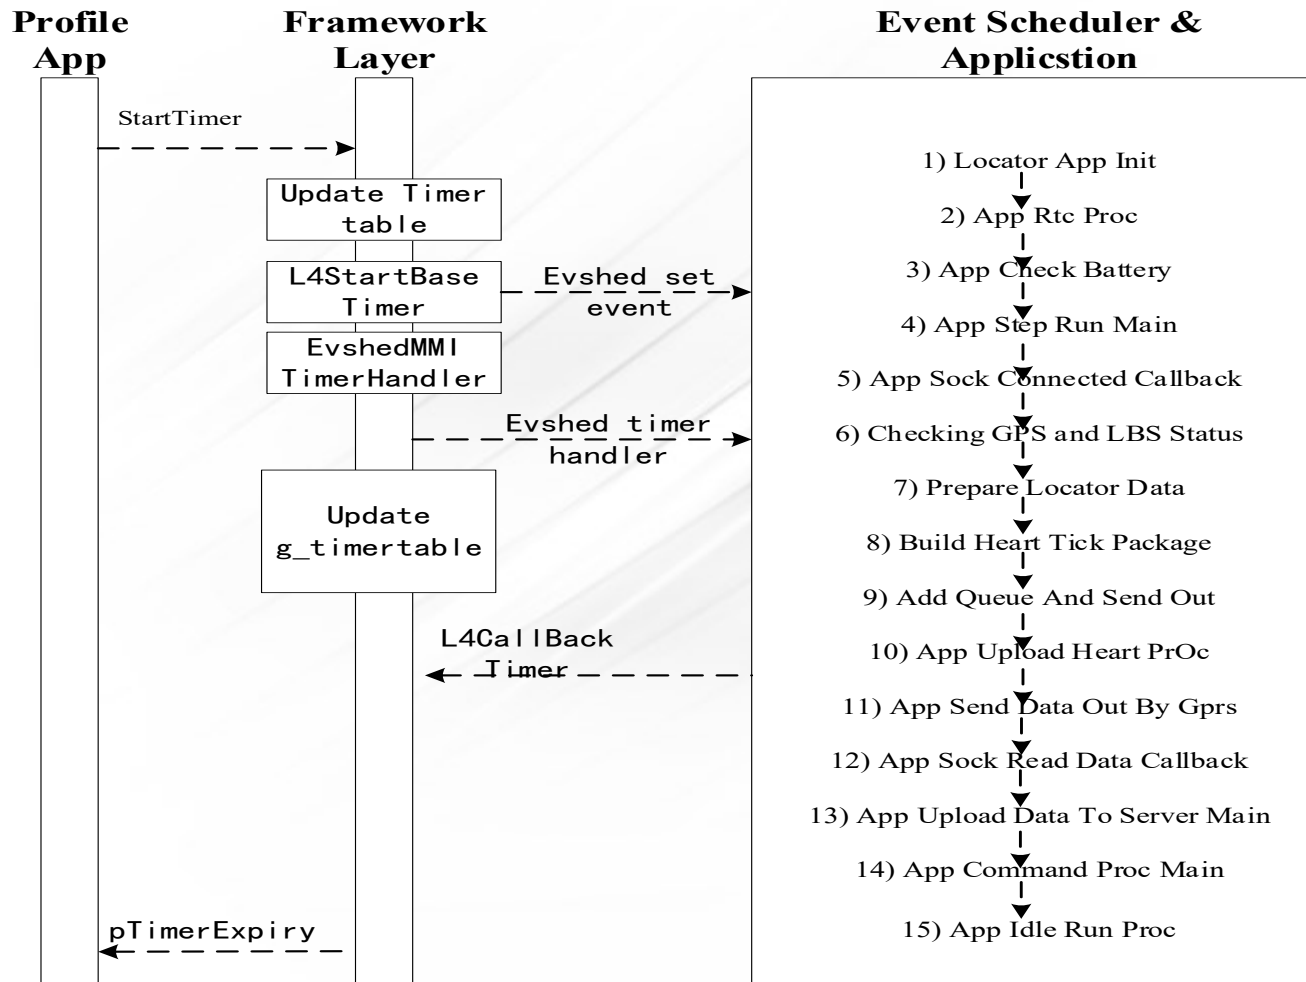 Profile
App
Framework
Layer
Event Scheduler &
Applicstion
StartTimer
Update Timer
table
L4StartBase
Timer
Evshed set
event
EvshedMMI
TimerHandler
Evshed timer
handler
Update
g_timertable
L4CallBack
Timer
pTimerExpiry
1) Locator App Init
2) App Rtc Proc
3) App Check Battery
4) App Step Run Main
5) App Sock Connected Callback
6) Checking GPS and LBS Status
7) Prepare Locator Data
8) Build Heart Tick Package
9) Add Queue And Send Out
10) App Upload Heart PrOc
11) App Send Data Out By Gprs
12) App Sock Read Data Callback
13) App Upload Data To Server Main
14) App Command Proc Main
15) App Idle Run Proc